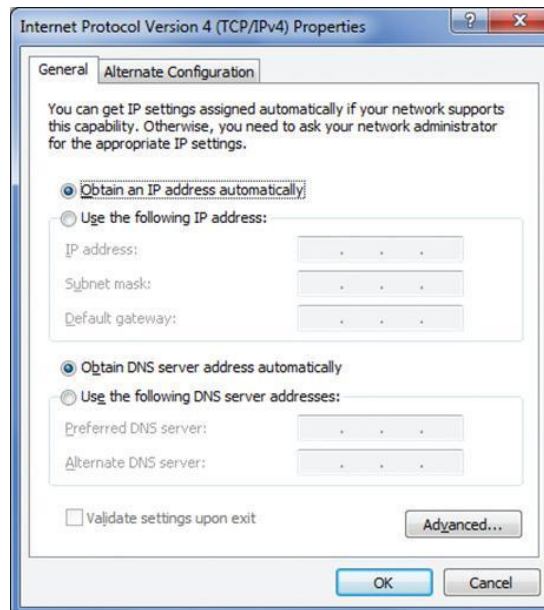 Internet Protocol Version 4 (TCP/IPv4) Properties
General
Alternate Configuration
You can get IP settings assigned automatically if your network supports
this capability. Otherwise, you need to ask your network administrator
for the appropriate IP settings.
Obtain an IP address automatically
Use the following IP address:
IP address:
Subnet mask:
Default gateway:
Obtain DNS server address automatically
Use the following DNS server addresses:
Preferred DNS server:
Alternate DNS server:
Validate settings upon exit
Advanced...
OK
Cancel